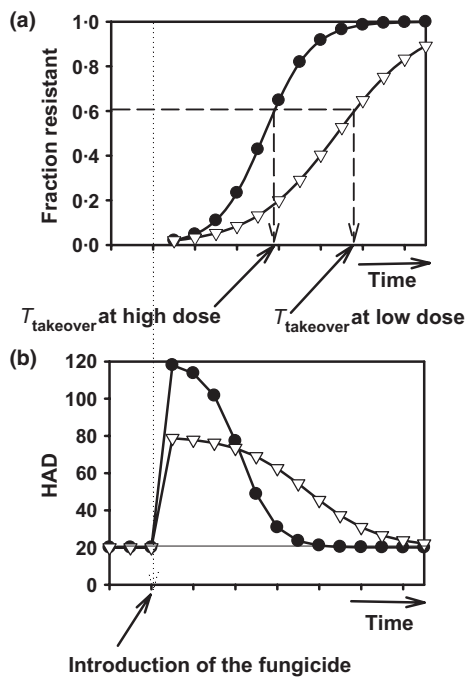 (a)
1·0
0·8
0·6
0·4
0·2
0·0
Fraction resistant
Time
Ttakeover at high dose
Ttakeover at low dose
(b)
120
100
80
60
40
20
0
HAD
Time
Introduction of the fungicide